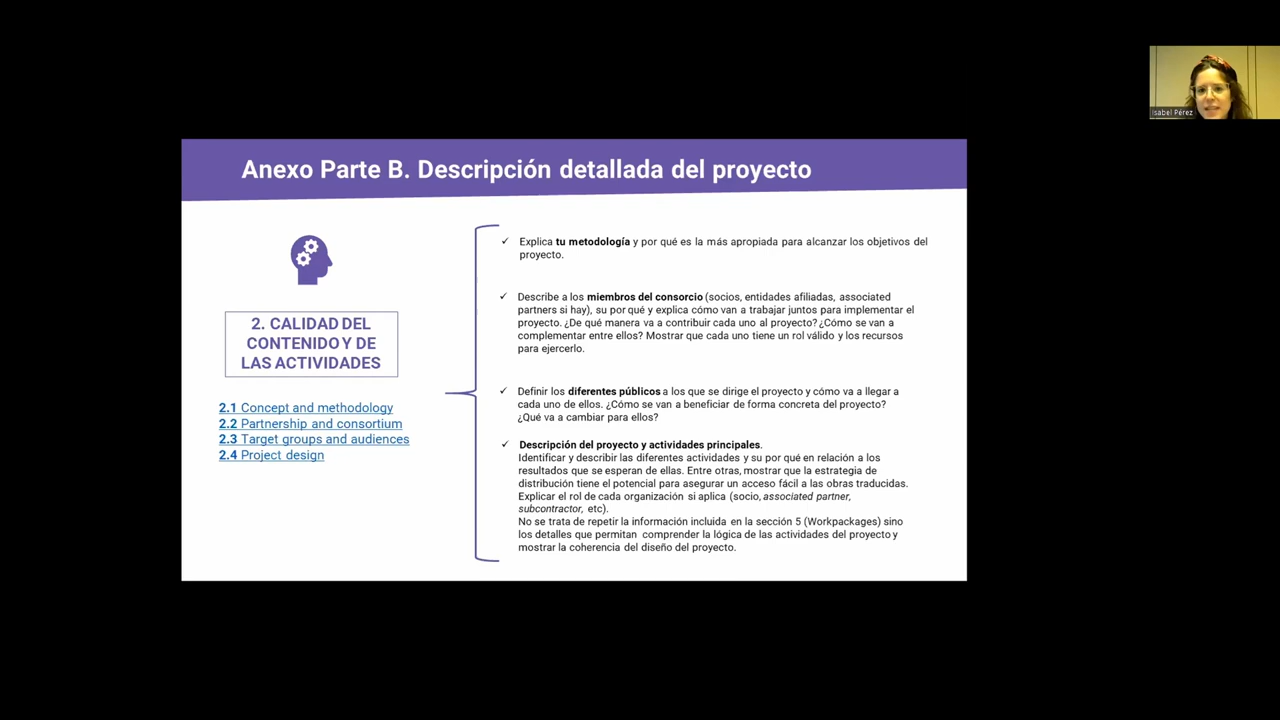 Isabel Pérez
Anexo Parte B. Descripción detallada del proyecto
2. CALIDAD DEL
CONTENIDO Y DE
LAS ACTIVIDADES
2.1 Concept and methodology
2.2 Partnership and consortium
2.3 Target groups and audiences
2.4 Project design
✓ Explica tu metodología y por qué es la más apropiada para alcanzar los objetivos del
proyecto.
✓ Describe a los miembros del consorcio (socios, entidades afiliadas, associated
partners si hay), su por qué y explica cómo van a trabajar juntos para implementar el
proyecto. ¿De qué manera va a contribuir cada uno al proyecto? ¿Cómo se van a
complementar entre ellos? Mostrar que cada uno tiene un rol válido y los recursos
para ejercerlo.
✓ Definir los diferentes públicos a los que se dirige el proyecto y cómo va a llegar a
cada uno de ellos. ¿Cómo se van a beneficiar de forma concreta del proyecto?
¿Qué va a cambiar para ellos?
✓ Descripción del proyecto y actividades principales.
Identificar y describir las diferentes actividades y su por qué en relación a los
resultados que se esperan de ellas. Entre otras, mostrar que la estrategia de
distribución tiene el potencial para asegurar un acceso fácil a las obras traducidas.
Explicar el rol de cada organización si aplica (socio, associated partner,
subcontractor, etc).
No se trata de repetir la información incluida en la sección 5 (Workpackages) sino
los detalles que permitan comprender la lógica de las actividades del proyecto y
mostrar la coherencia del diseño del proyecto.